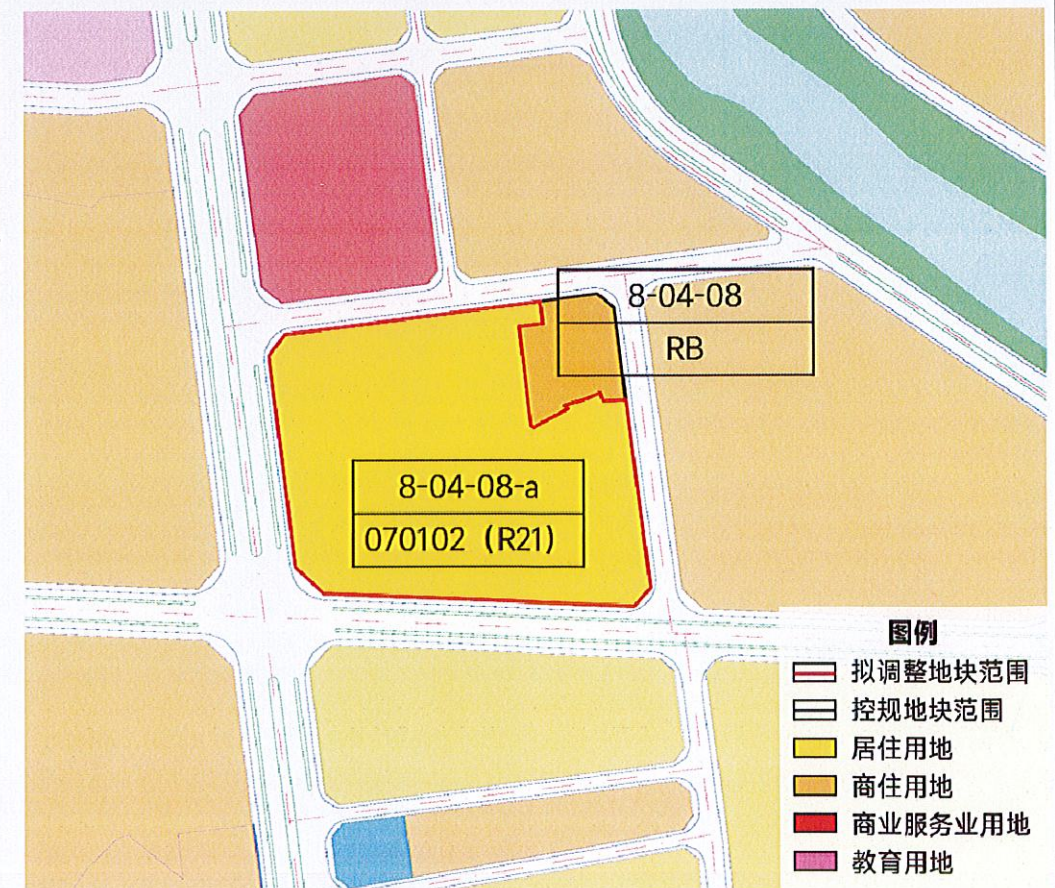 8-04-08
RB
8-04-08-a
070102（R21）
图例
拟调整地块范围
控规地块范围
居住用地
商住用地
商业服务业用地
教育用地